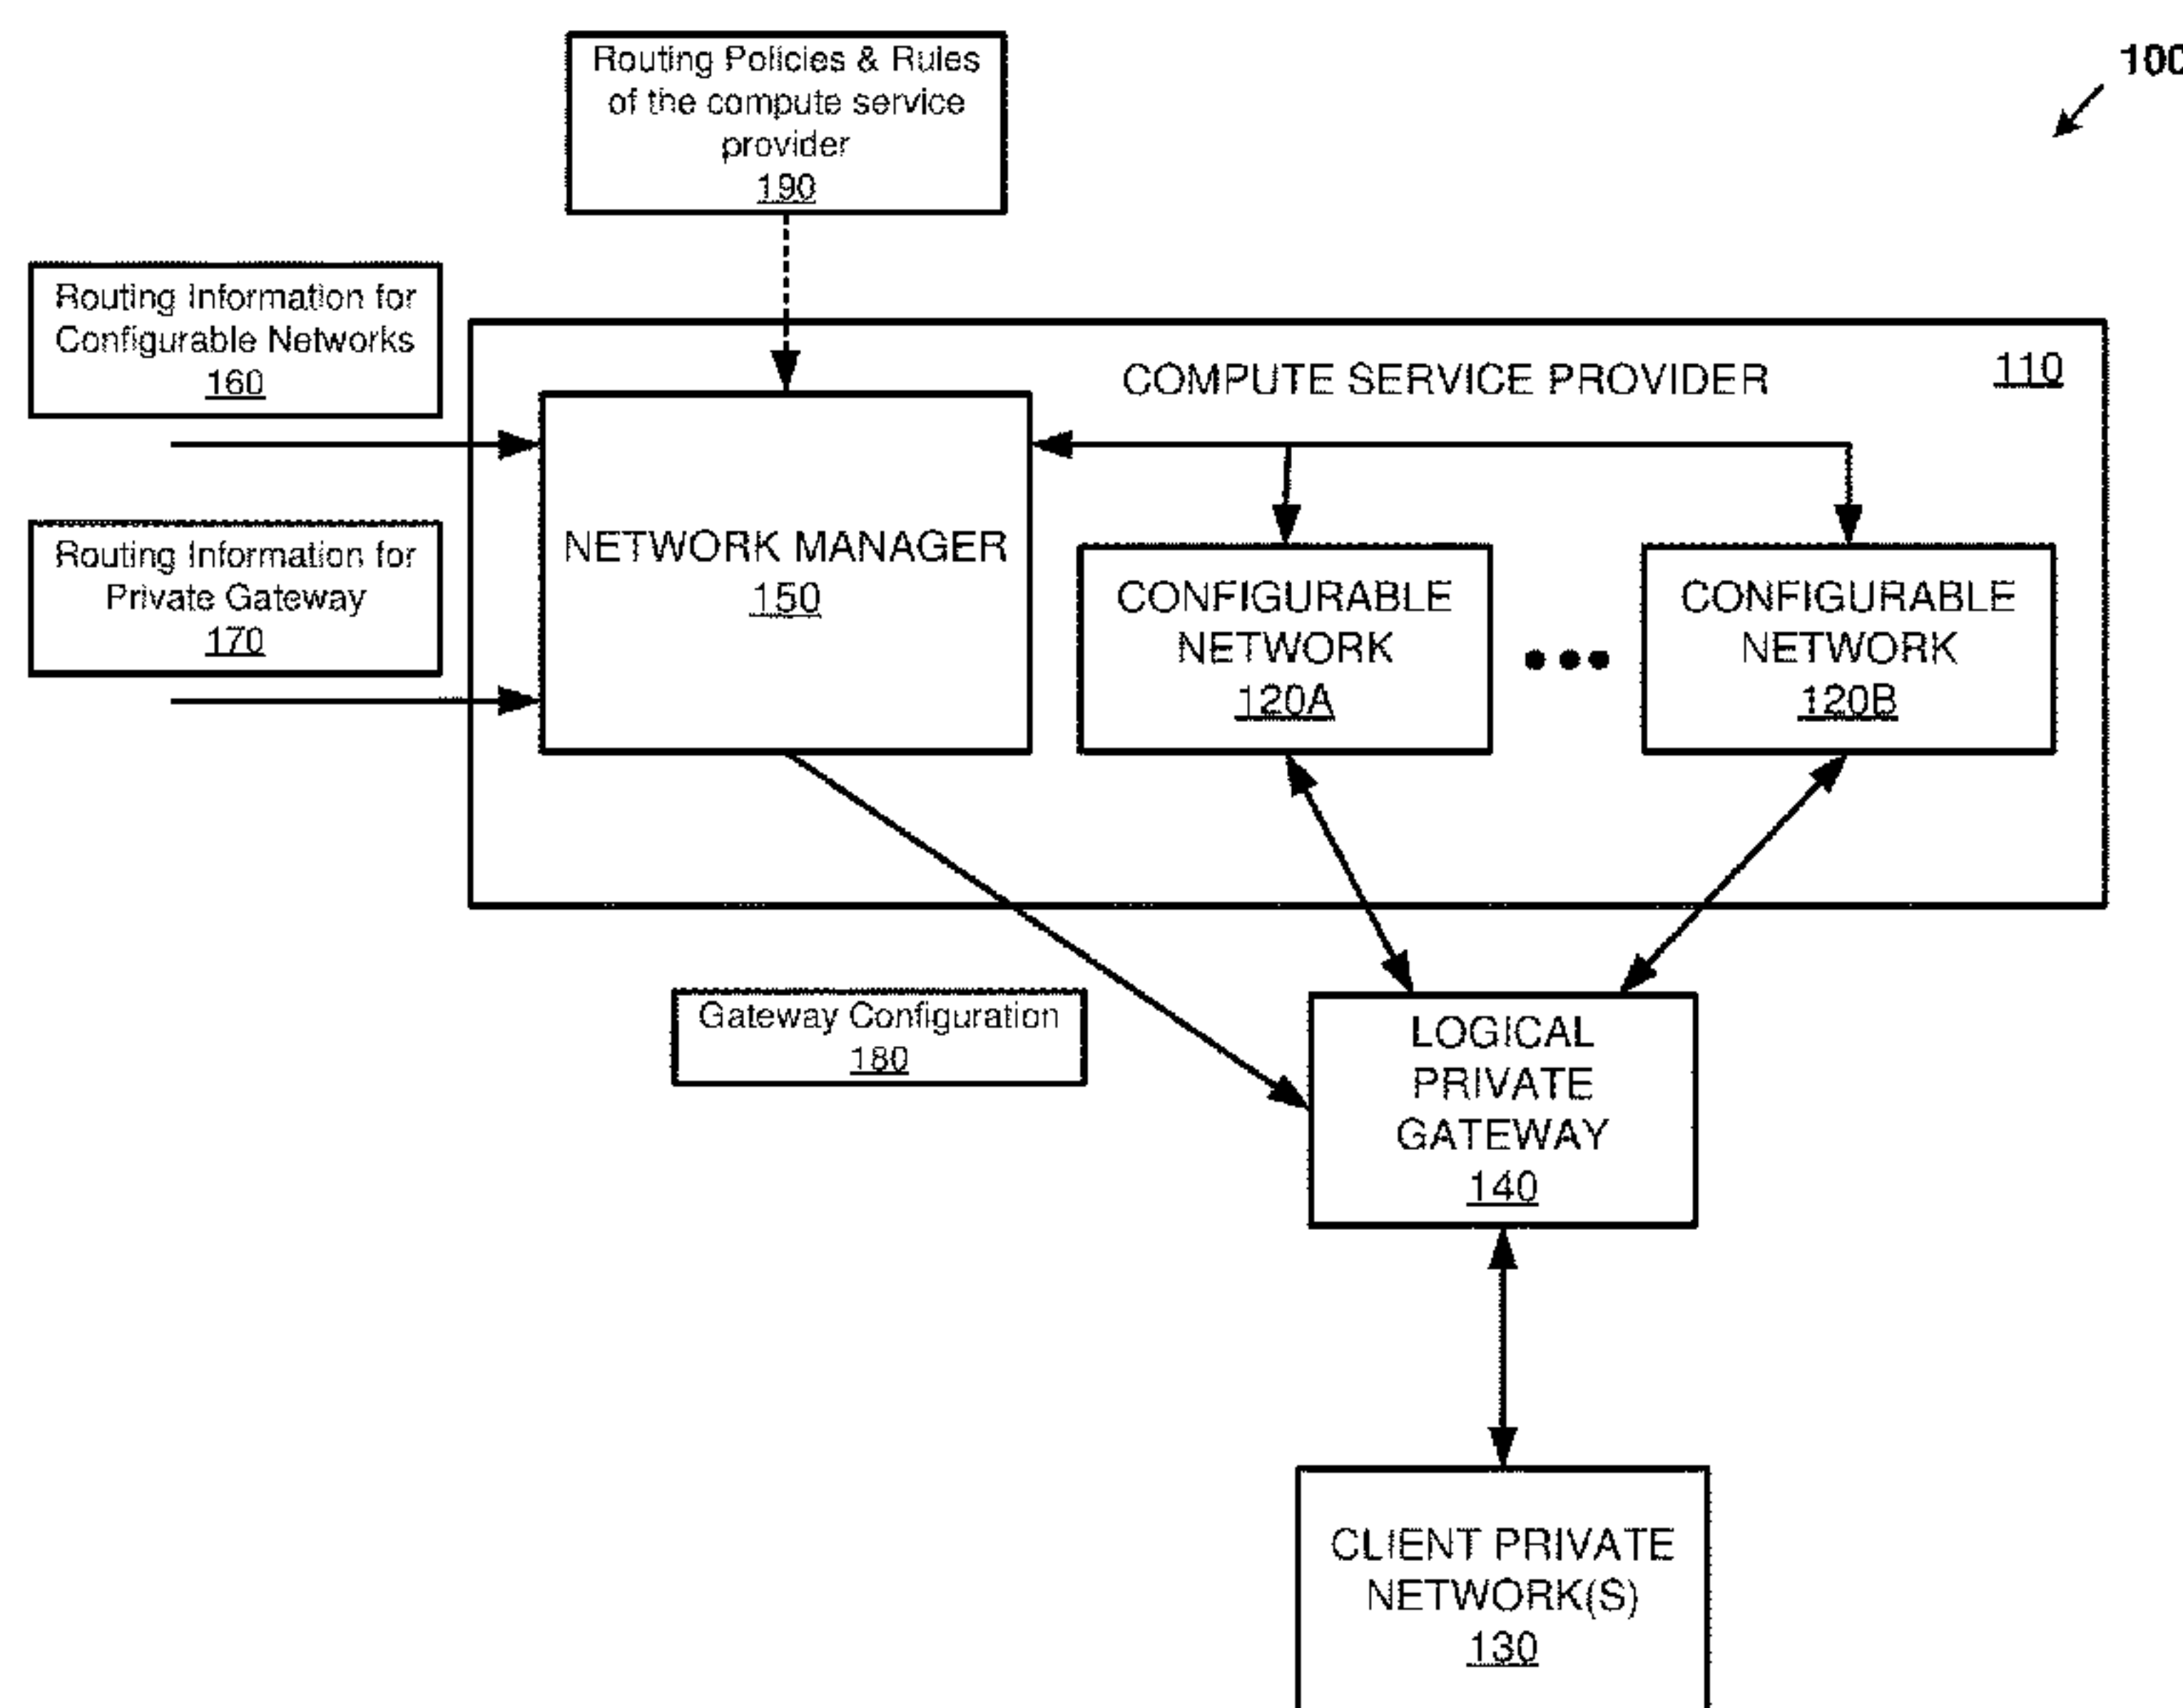 100
Routing Policies & Rules
of the compute service
provider
190
Routing Information for
Configurable Networks
160
COMPUTE SERVICE PROVIDER
110
Routing Information for
Private Gateway
170
NETWORK MANAGER
150
CONFIGURABLE
NETWORK
120A
CONFIGURABLE
NETWORK
120B
Gateway Configuration
180
LOGICAL
PRIVATE
GATEWAY
140
CLIENT PRIVATE
NETWORK(S)
130